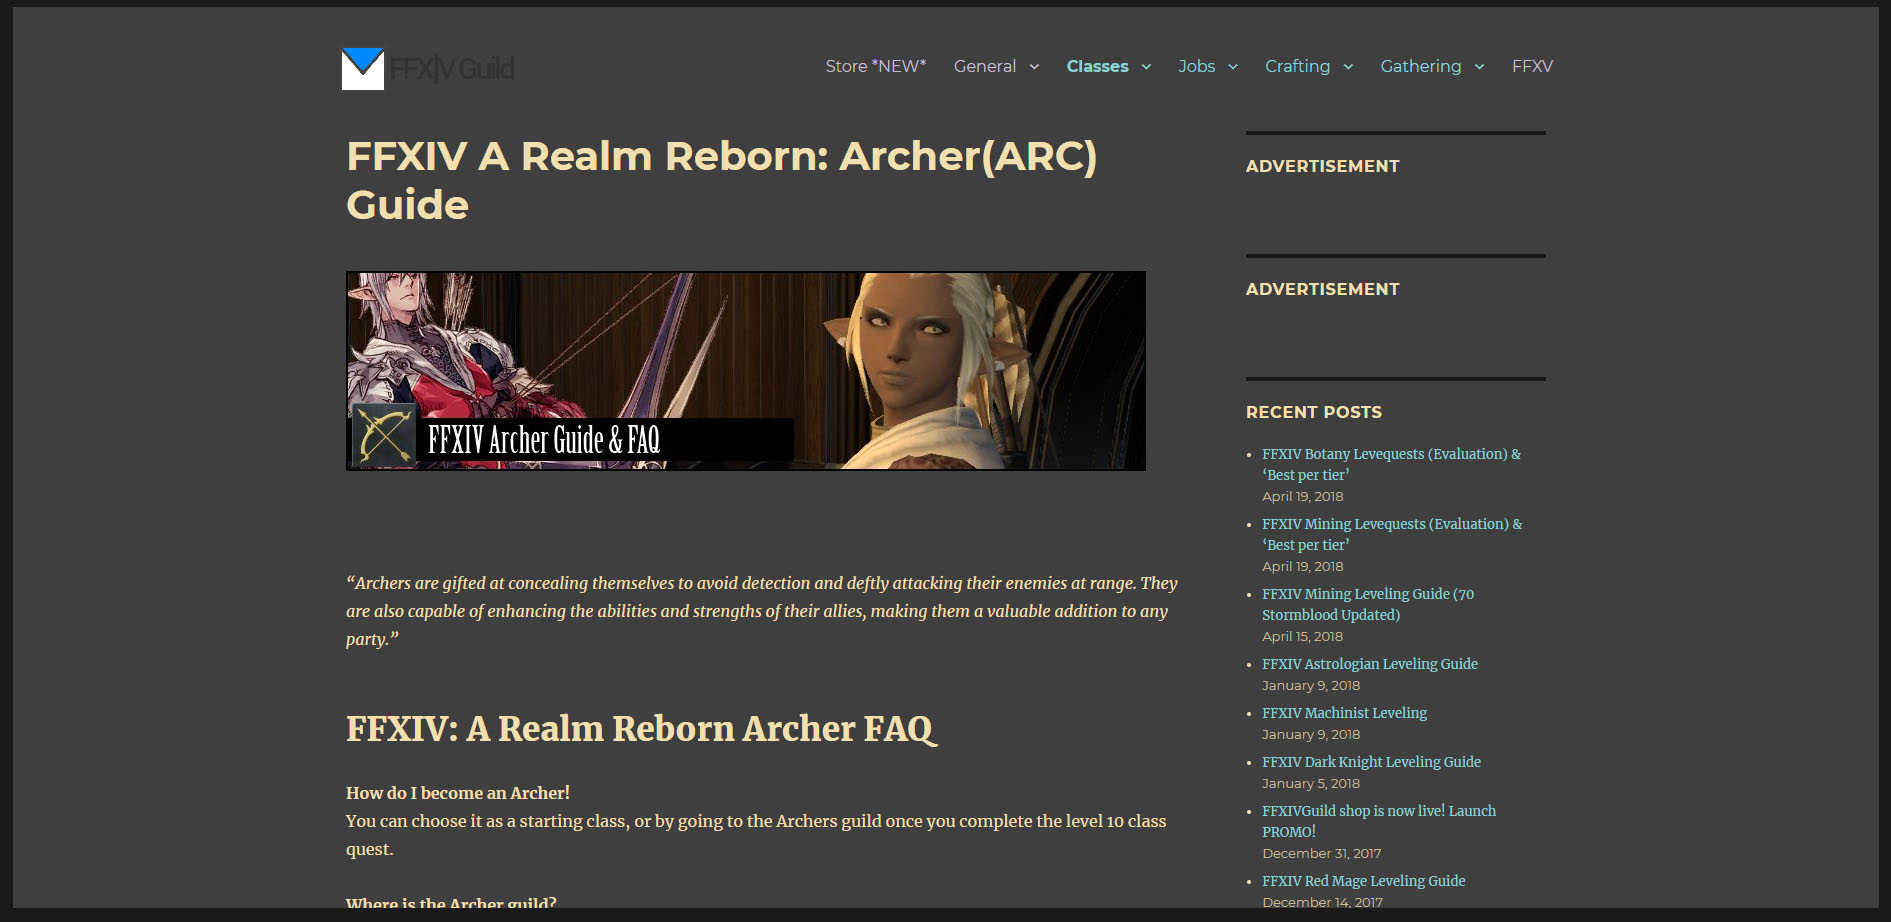 FFXIV Guild
Store *NEW*
General
Classes
Jobs
Crafting
Gathering
FFXV
FFXIV A Realm Reborn: Archer(ARC)
Guide
FFXIV Archer Guide & FAQ
“Archers are gifted at concealing themselves to avoid detection and deftly attacking their enemies at range. They
are also capable of enhancing the abilities and strengths of their allies, making them a valuable addition to any
party.”
FFXIV: A Realm Reborn Archer FAQ
How do I become an Archer!
You can choose it as a starting class, or by going to the Archers guild once you complete the level 10 class
quest.
Where is the Archer guild?
ADVERTISEMENT
ADVERTISEMENT
RECENT POSTS
FFXIV Botany Levequests (Evaluation) &
‘Best per tier’
April 19, 2018
FFXIV Mining Levequests (Evaluation) &
‘Best per tier’
April 19, 2018
FFXIV Mining Leveling Guide (70
Stormblood Updated)
April 15, 2018
FFXIV Astrologian Leveling Guide
January 9, 2018
FFXIV Machinist Leveling
January 9, 2018
FFXIV Dark Knight Leveling Guide
January 5, 2018
FFXIVGuild shop is now live! Launch
PROMO!
December 31, 2017
FFXIV Red Mage Leveling Guide
December 14, 2017